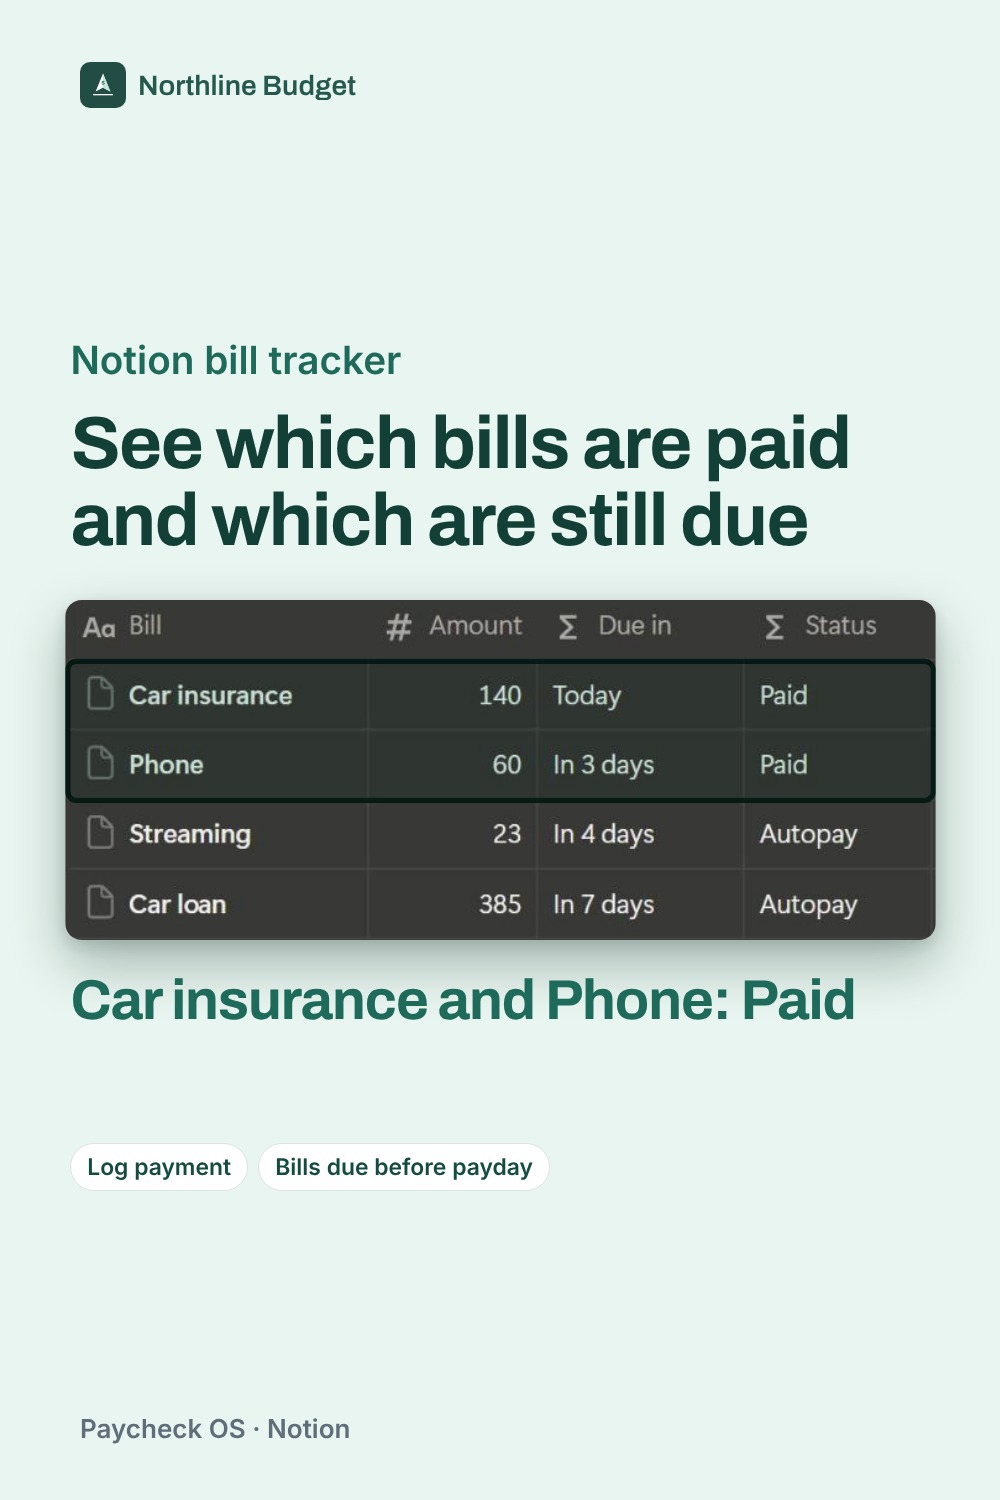 Northline Budget
Notion bill tracker
See which bills are paid
and which are still due
Aa Bill # Amount Σ Due in Σ Status
Car insurance 140 Today Paid
Phone 60 In 3 days Paid
Streaming 23 In 4 days Autopay
Car loan 385 In 7 days Autopay
Car insurance and Phone: Paid
Log payment Bills due before payday
Paycheck OS · Notion